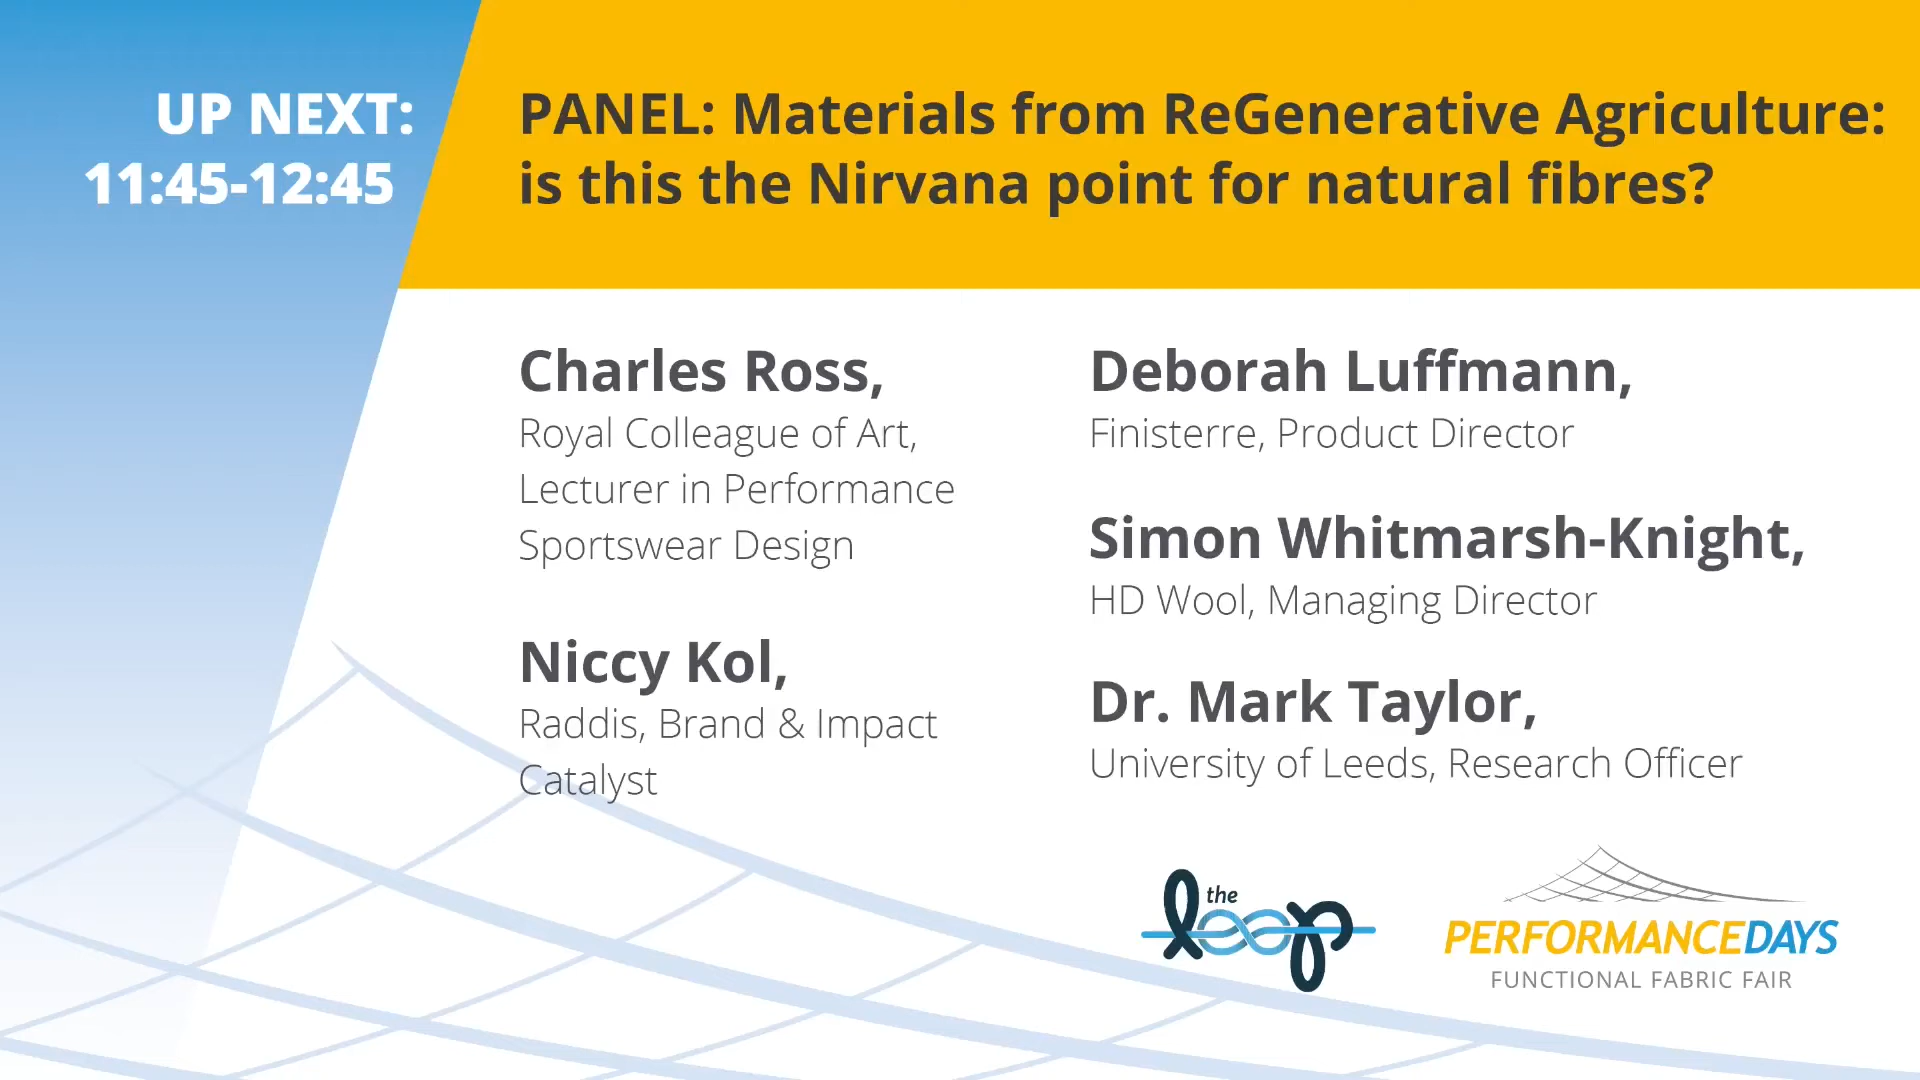 UP NEXT:
11:45-12:45
PANEL: Materials from ReGenerative Agriculture:
is this the Nirvana point for natural fibres?
Charles Ross,
Royal Colleague of Art,
Lecturer in Performance
Sportswear Design
Niccy Kol,
Raddis, Brand & Impact
Catalyst
Deborah Luffmann,
Finisterre, Product Director
Simon Whitmarsh-Knight,
HD Wool, Managing Director
Dr. Mark Taylor,
University of Leeds, Research Officer
the
loop
PERFORMANCEDAYS
FUNCTIONAL FABRIC FAIR